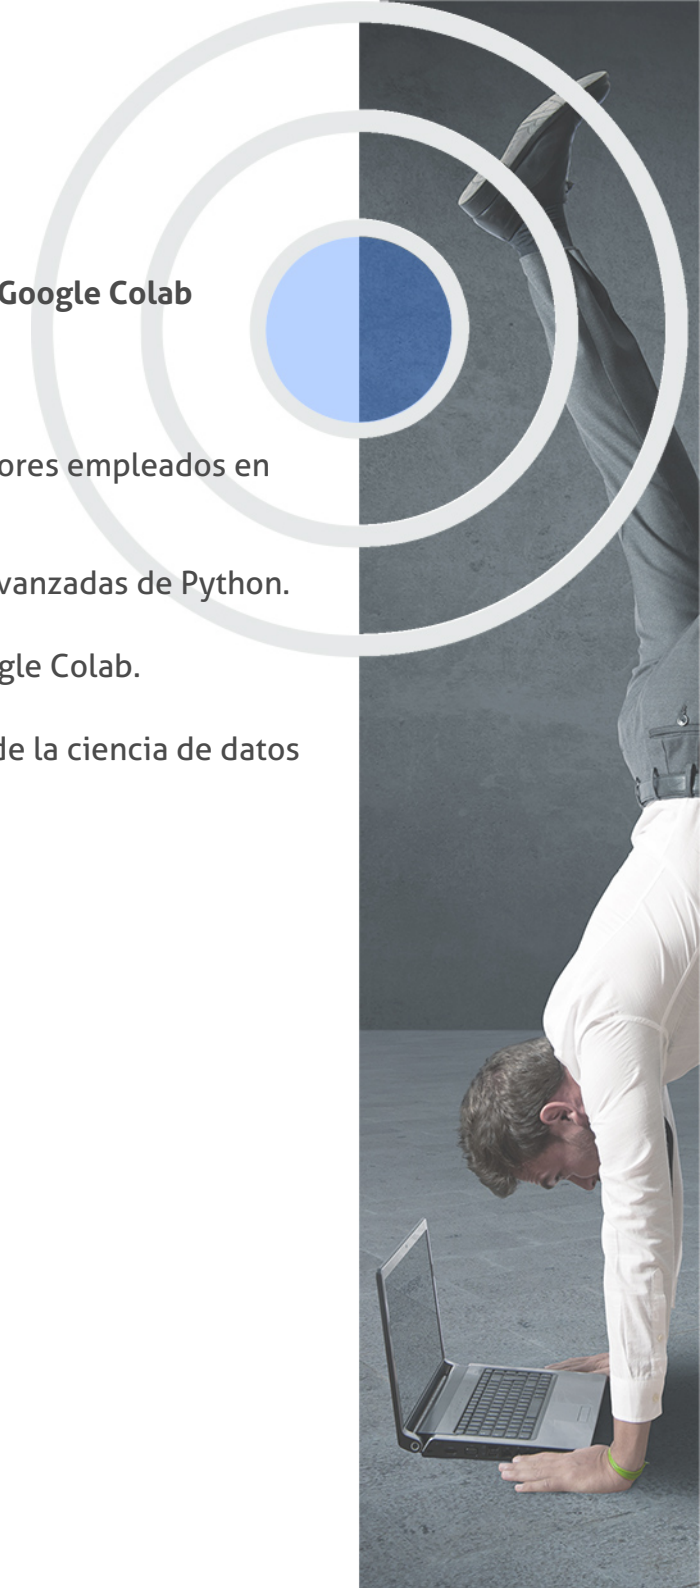 Google Colab
ores empleados en
vanzadas de Python.
gle Colab.
de la ciencia de datos